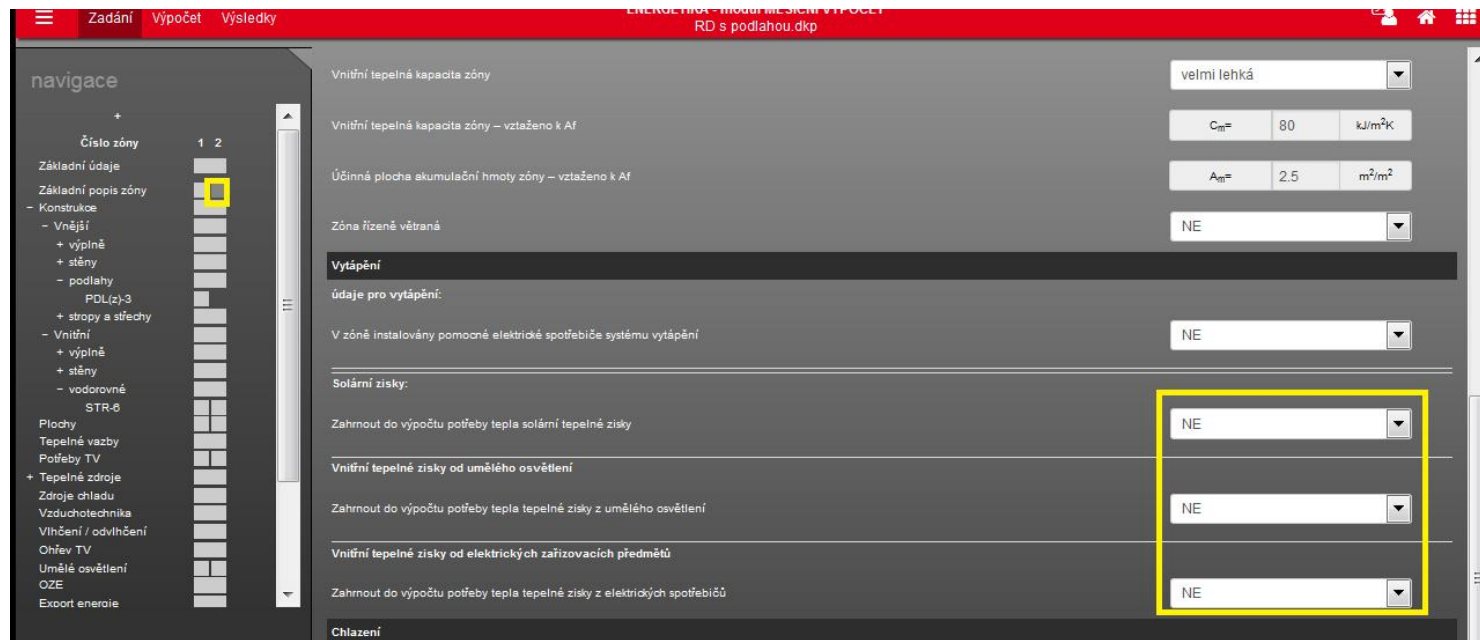 Zadání Výpočet Výsledky
ENERGETIKA - modul MĚSÍČNÍ VÝPOČET
RD s podlahou.dkp
navigace
+
Číslo zóny 1 2
Základní údaje
Základní popis zóny
− Konstrukce
− Vnější
+ výplně
+ stěny
− podlahy
PDL(z)-3
+ stropy a střechy
− Vnitřní
+ výplně
+ stěny
− vodorovné
STR-6
Plochy
Tepelné vazby
Potřeby TV
+ Tepelné zdroje
Zdroje chladu
Vzduchotechnika
Vlhčení / odvlhčení
Ohřev TV
Umělé osvětlení
OZE
Export energie
Vnitřní tepelná kapacita zóny velmi lehká
Vnitřní tepelná kapacita zóny – vztaženo k Af Cm= 80 kJ/m²K
Účinná plocha akumulační hmoty zóny – vztaženo k Af Am= 2.5 m²/m²
Zóna řízeně větraná NE
Vytápění
údaje pro vytápění:
V zóně instalovány pomocné elektrické spotřebiče systému vytápění NE
Solární zisky:
Zahrnout do výpočtu potřeby tepla solární tepelné zisky NE
Vnitřní tepelné zisky od umělého osvětlení
Zahrnout do výpočtu potřeby tepla tepelné zisky z umělého osvětlení NE
Vnitřní tepelné zisky od elektrických zařizovacích předmětů
Zahrnout do výpočtu potřeby tepla tepelné zisky z elektrických spotřebičů NE
Chlazení